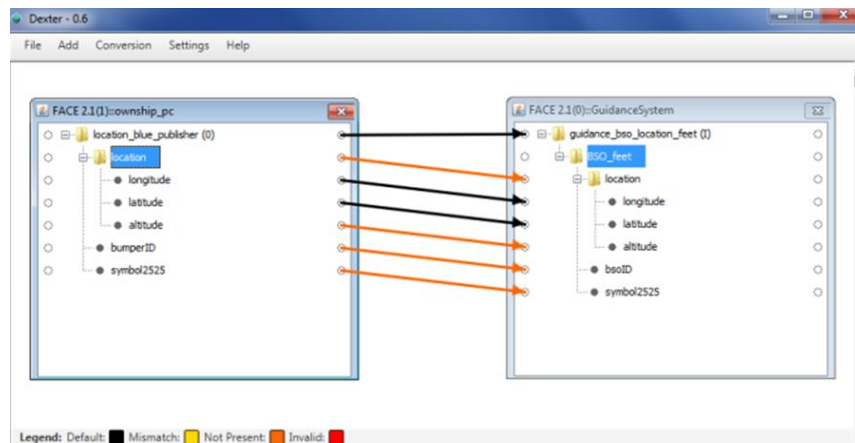 Dexter - 0.6
File Add Conversion Settings Help
FACE 2.1(1)::ownship_pc
location_blue_publisher (0)
location
longitude
latitude
altitude
bumperID
symbol2525
FACE 2.1(0)::GuidanceSystem
guidance_bso_location_feet (1)
BSO_feet
location
longitude
latitude
altitude
bsoID
symbol2525
Legend: Default: Mismatch: Not Present: Invalid: